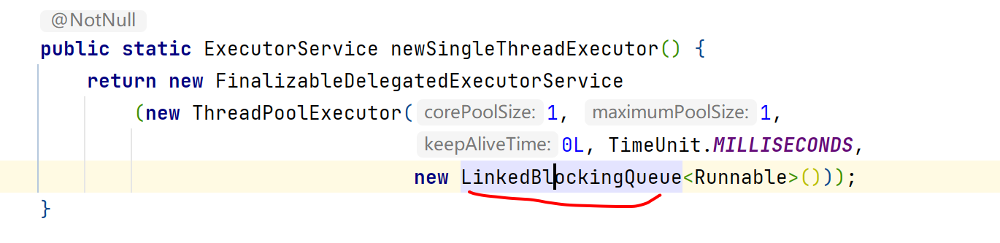 @NotNull
public static ExecutorService newSingleThreadExecutor() {
return new FinalizableDelegatedExecutorService
(new ThreadPoolExecutor( corePoolSize: 1, maximumPoolSize: 1,
keepAliveTime: 0L, TimeUnit.MILLISECONDS,
new LinkedBlockingQueue<Runnable>()));
}